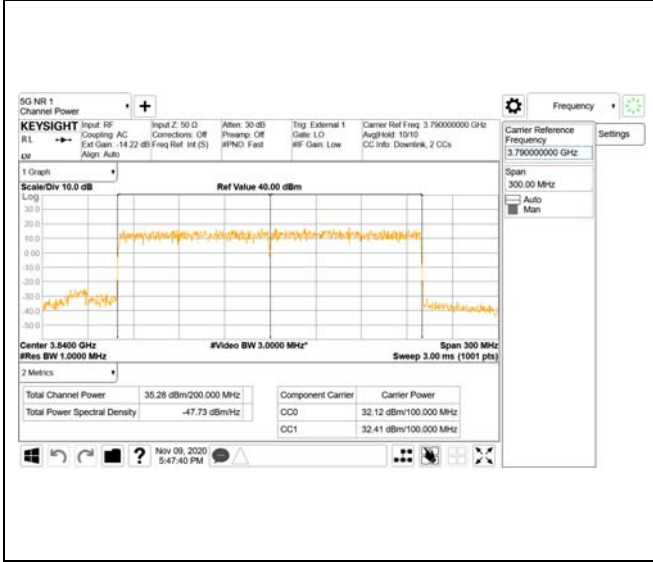 5G NR 1
Channel Power
Frequency
KEYSIGHT
R L
Input: RF
Coupling: AC
Ext Gain: -14.22 dB
Align: Auto
Input Z: 50 Ω
Corrections: Off
Freq Ref: Int (S)
Atten: 30 dB
Preamp: Off
#PNO: Fast
Trig: External 1
Gate: LO
#IF Gain: Low
Carrier Ref Freq: 3.790000000 GHz
Avg|Hold: 10/10
CC Info: Downlink, 2 CCs
Carrier Reference
Frequency
3.790000000 GHz
Span
300.00 MHz
Auto
Man
Settings
1 Graph
Scale/Div 10.0 dB
Ref Value 40.00 dBm
Log
30.0
20.0
10.0
0.00
-10.0
-20.0
-30.0
-40.0
-50.0
Center 3.8400 GHz
#Video BW 3.0000 MHz*
Span 300 MHz
#Res BW 1.0000 MHz
Sweep 3.00 ms (1001 pts)
2 Metrics
Total Channel Power
35.28 dBm/200.000 MHz
Total Power Spectral Density
-47.73 dBm/Hz
Component Carrier
Carrier Power
CC0
32.12 dBm/100.000 MHz
CC1
32.41 dBm/100.000 MHz
?
Nov 09, 2020
5:47:40 PM